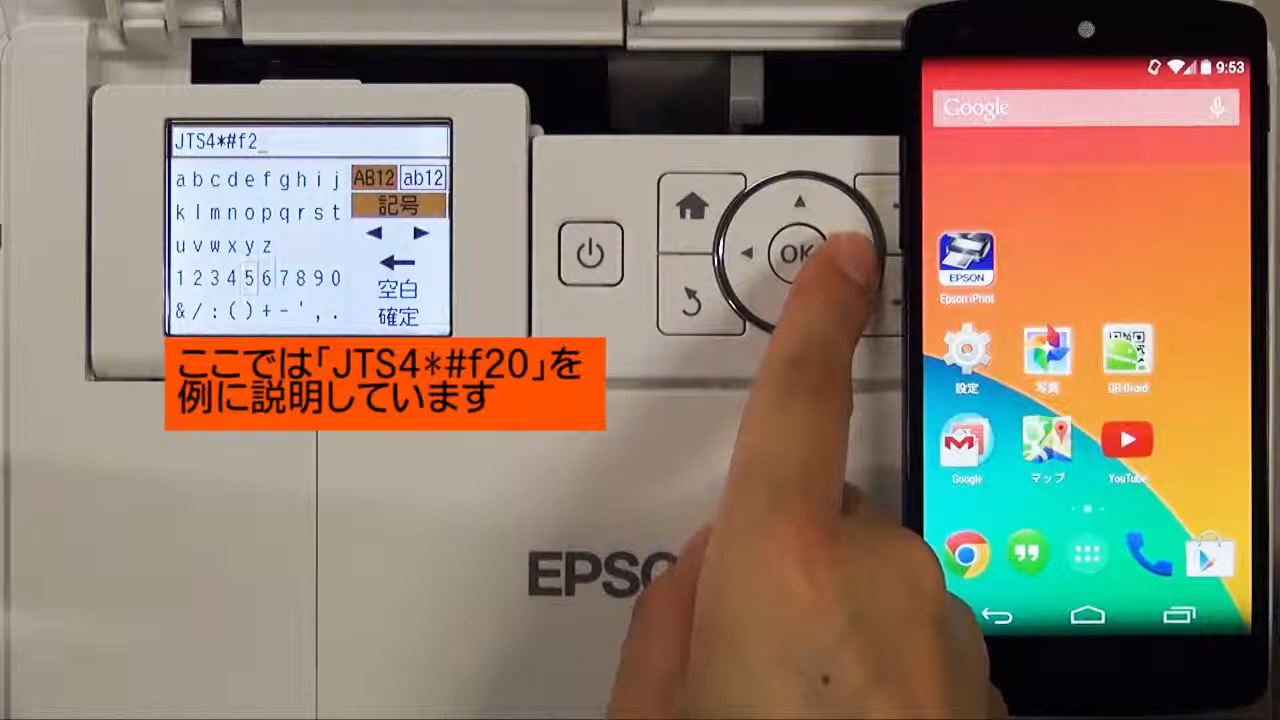 JTS4*#f2_
a b c d e f g h i j
AB12 ab12
k l m n o p q r s t
記号
u v w x y z
1 2 3 4 5 6 7 8 9 0
空白
& / : ( ) + - ' , .
確定
ここでは「JTS4*#f20」を
例に説明しています
OK
EPSO
9:53
Google
EPSON
Epson iPrint
設定
写真
QR Droid
Google
マップ
YouTube